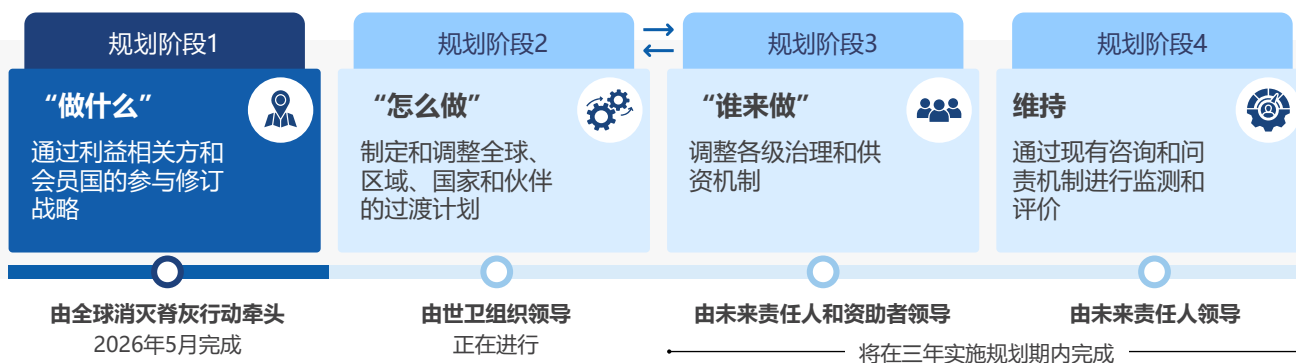 规划阶段1
规划阶段2
规划阶段3
规划阶段4
“做什么”
通过利益相关方和
会员国的参与修订
战略
“怎么做”
制定和调整全球、
区域、国家和伙伴
的过渡计划
“谁来做”
调整各级治理和供
资机制
维持
通过现有咨询和问
责机制进行监测和
评价
由全球消灭脊灰行动牵头
2026年5月完成
由世卫组织领导
正在进行
由未来责任人和资助者领导
由未来责任人领导
将在三年实施规划期内完成